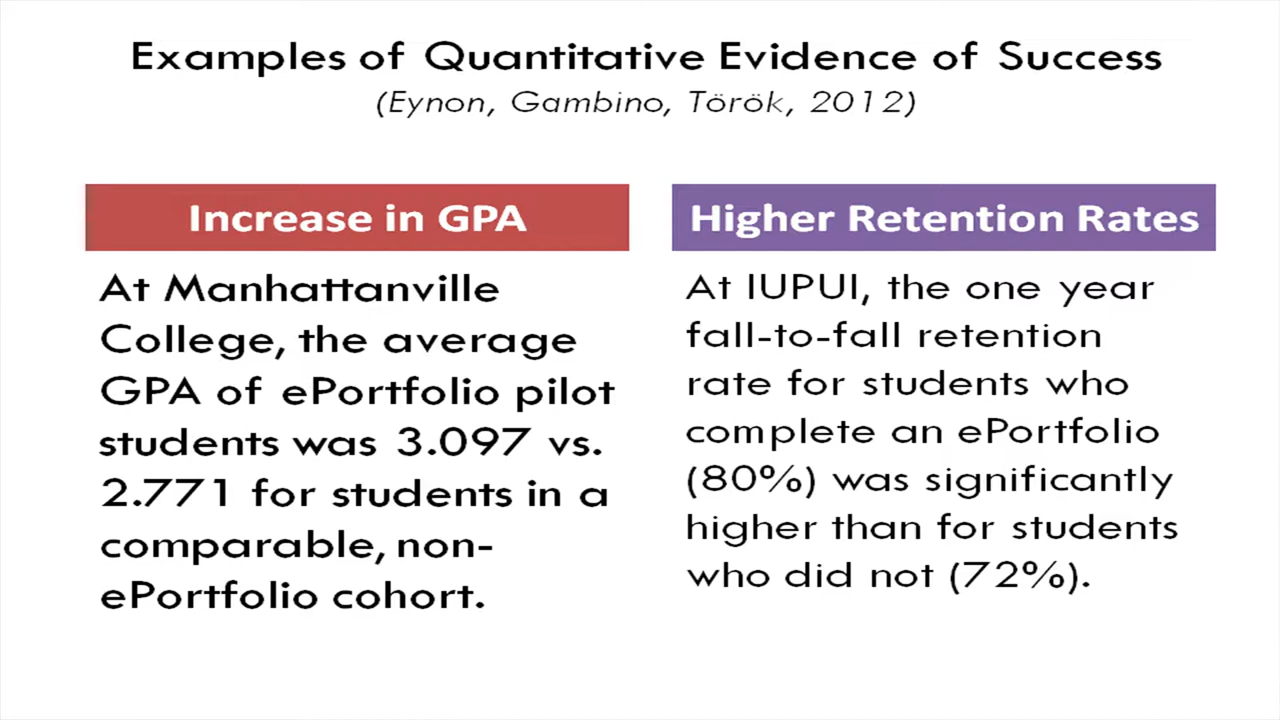 Examples of Quantitative Evidence of Success
(Eynon, Gambino, Török, 2012)
Increase in GPA
At Manhattanville
College, the average
GPA of ePortfolio pilot
students was 3.097 vs.
2.771 for students in a
comparable, non-
ePortfolio cohort.
Higher Retention Rates
At IUPUI, the one year
fall-to-fall retention
rate for students who
complete an ePortfolio
(80%) was significantly
higher than for students
who did not (72%).